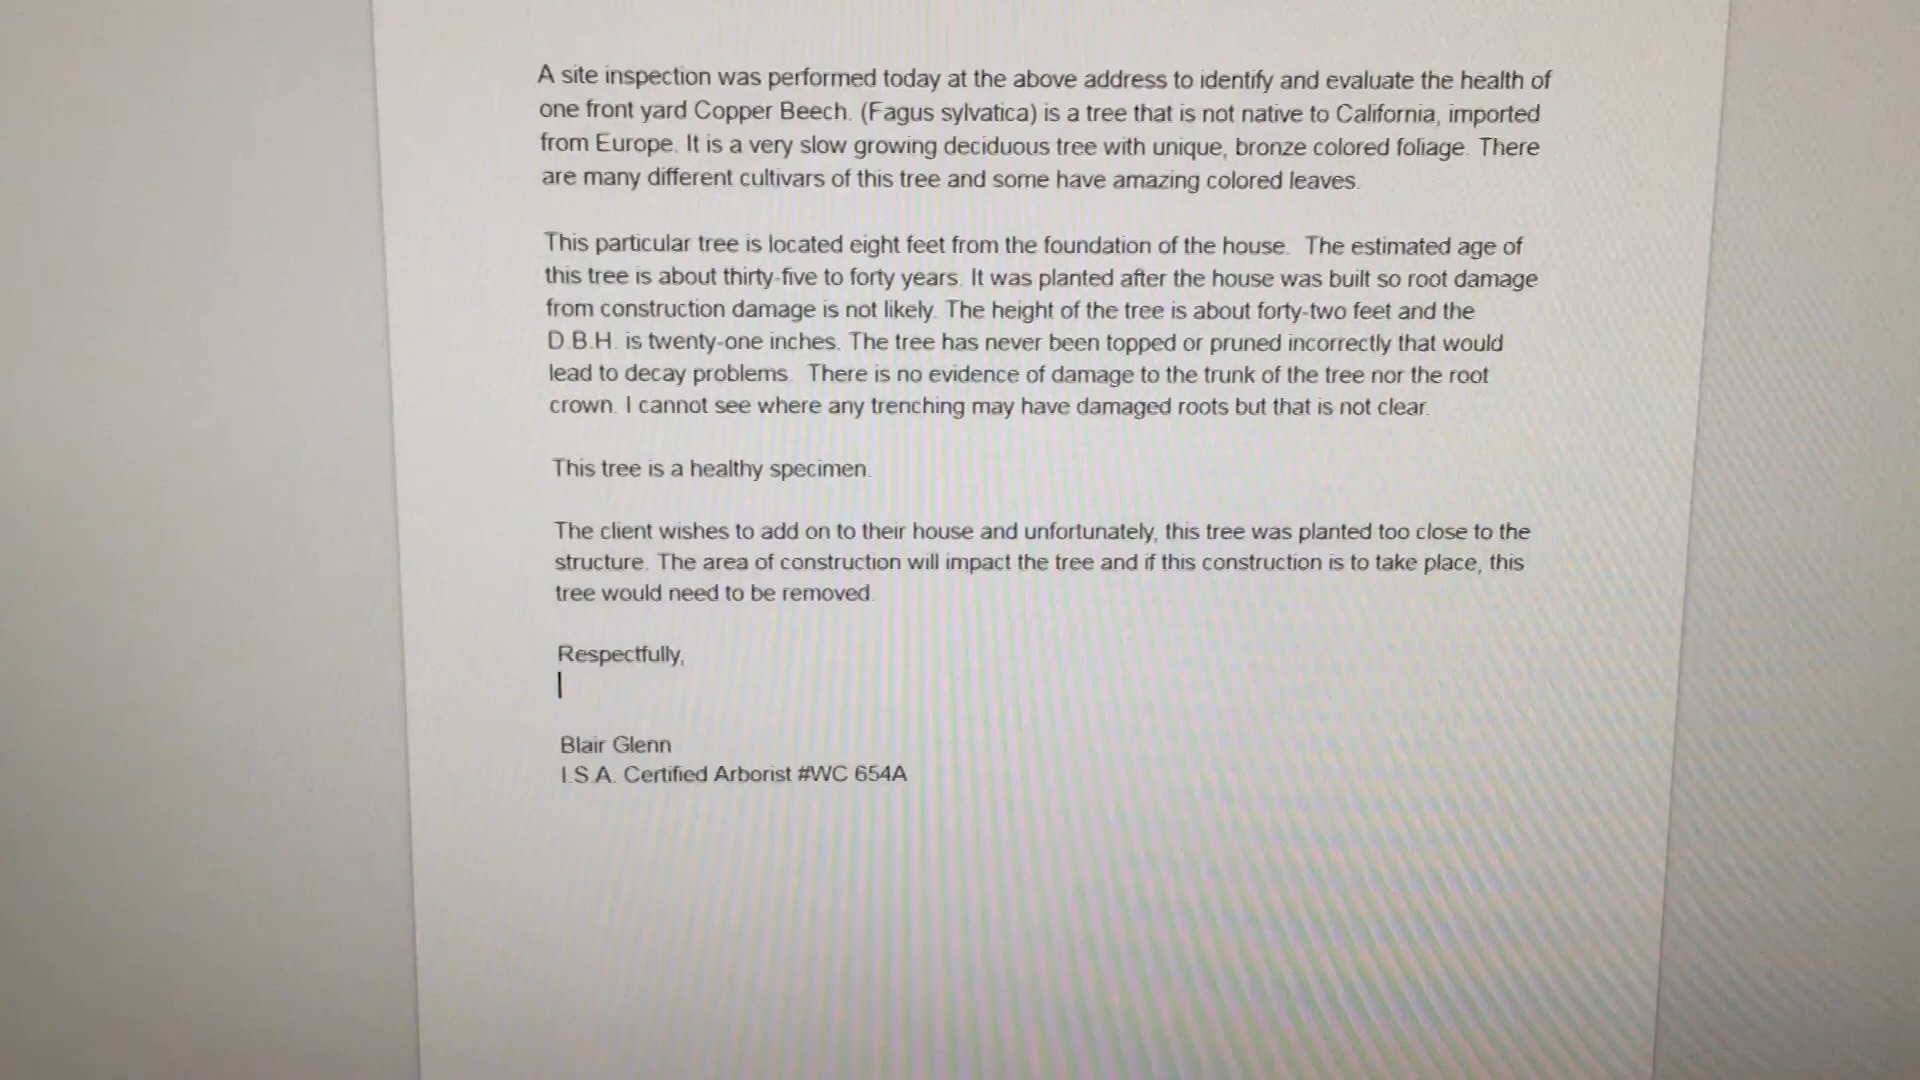 A site inspection was performed today at the above address to identify and evaluate the health of
one front yard Copper Beech. (Fagus sylvatica) is a tree that is not native to California, imported
from Europe. It is a very slow growing deciduous tree with unique, bronze colored foliage. There
are many different cultivars of this tree and some have amazing colored leaves.
This particular tree is located eight feet from the foundation of the house. The estimated age of
this tree is about thirty-five to forty years. It was planted after the house was built so root damage
from construction damage is not likely. The height of the tree is about forty-two feet and the
D.B.H. is twenty-one inches. The tree has never been topped or pruned incorrectly that would
lead to decay problems. There is no evidence of damage to the trunk of the tree nor the root
crown. I cannot see where any trenching may have damaged roots but that is not clear.
This tree is a healthy specimen.
The client wishes to add on to their house and unfortunately, this tree was planted too close to the
structure. The area of construction will impact the tree and if this construction is to take place, this
tree would need to be removed.
Respectfully,
Blair Glenn
I.S.A. Certified Arborist #WC 654A